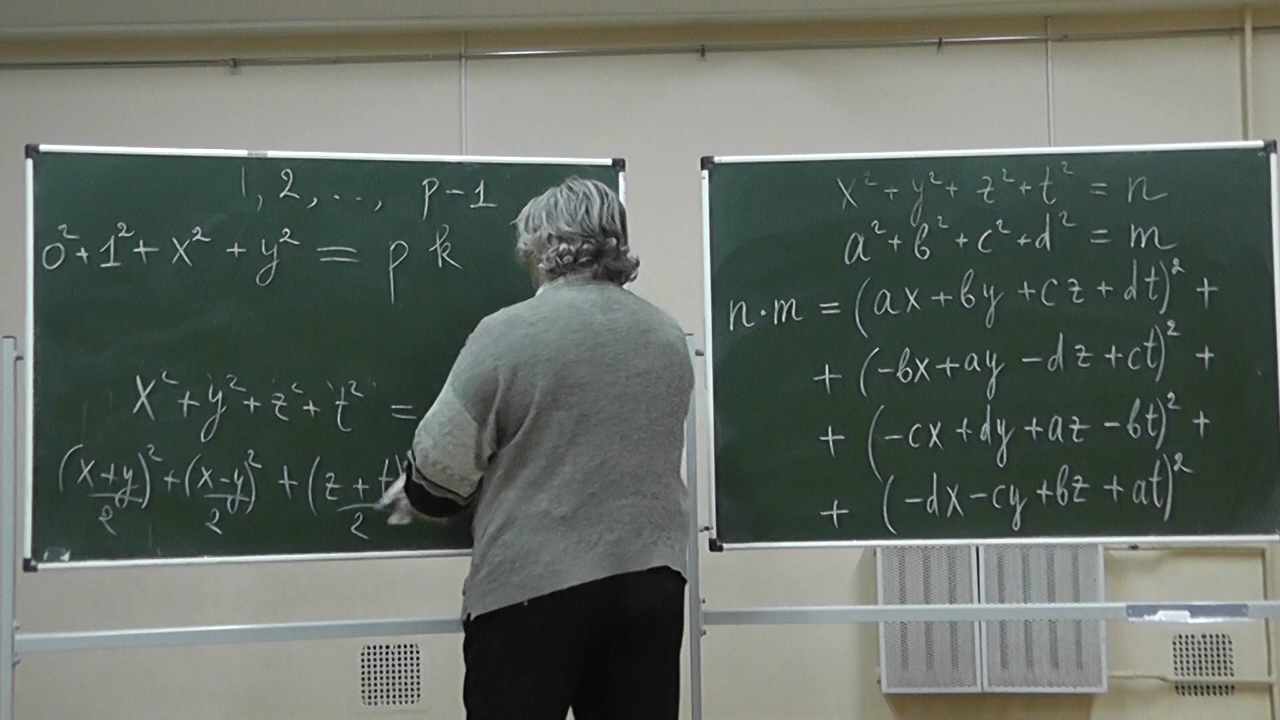 1, 2, ..., p-1
0² + 1² + x² + y² = p k
x² + y² + z² + t² =
(x+y/2)² + (x-y/2)² + (z+t/2)
x² + y² + z² + t² = n
a² + b² + c² + d² = m
n·m = (ax + by + cz + dt)² +
+ (-bx + ay - dz + ct)² +
+ (-cx + dy + az - bt)² +
+ (-dx - cy + bz + at)²